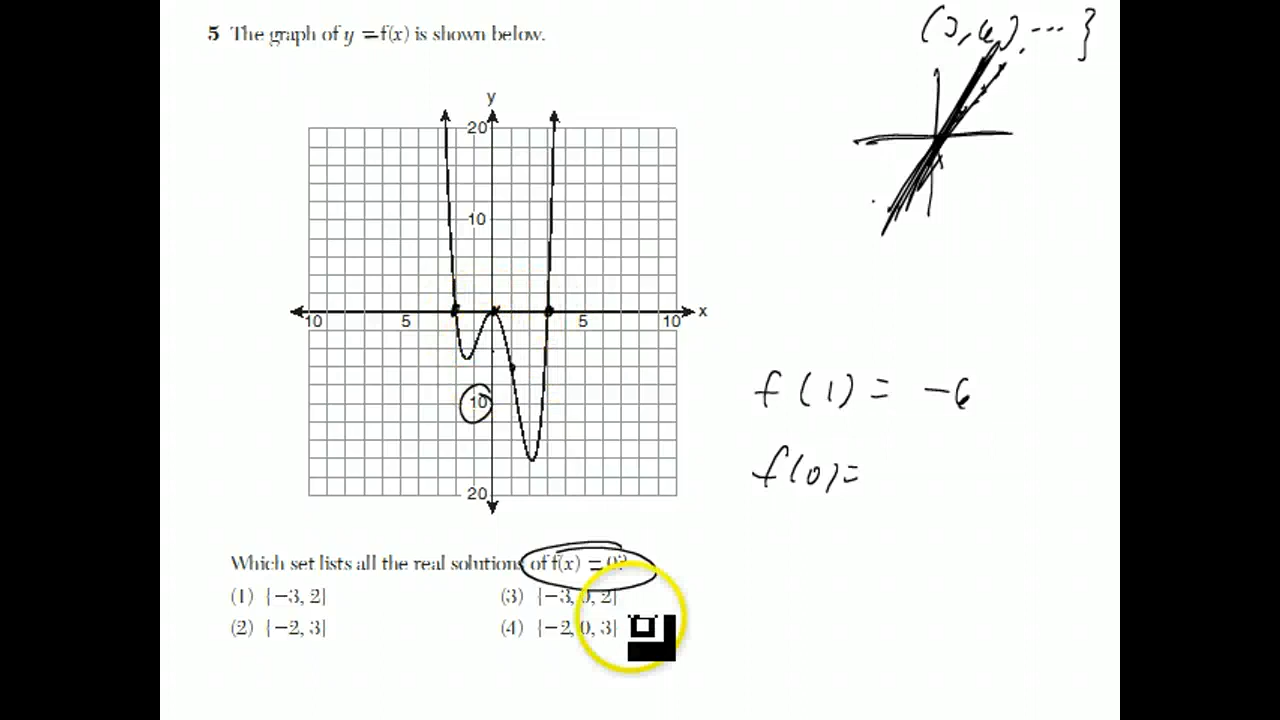 5 The graph of y = f(x) is shown below.
(3, 6), ... }
y
20
10
10 5 5 10 x
10
20
f(1) = -6
f(0) =
Which set lists all the real solutions of f(x) = 0?
(1) {−3, 2} (3) {−3, 0, 2}
(2) {−2, 3} (4) {−2, 0, 3}